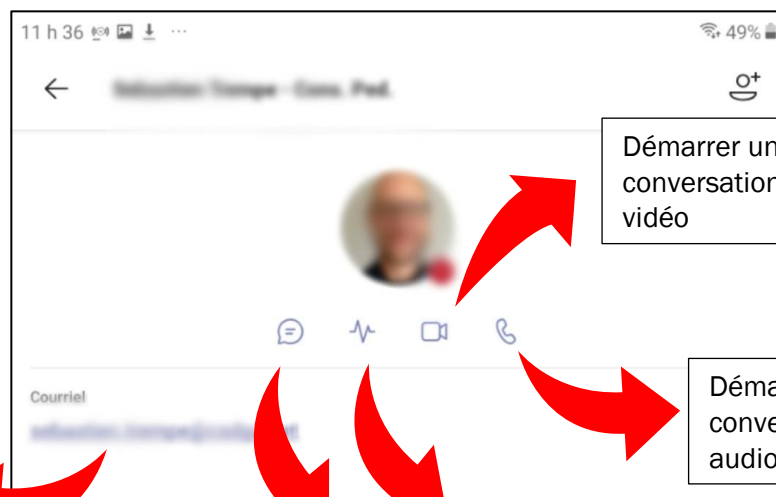 11 h 36
49%
Démarrer un
conversation
vidéo
Courriel
Déma
conve
audio